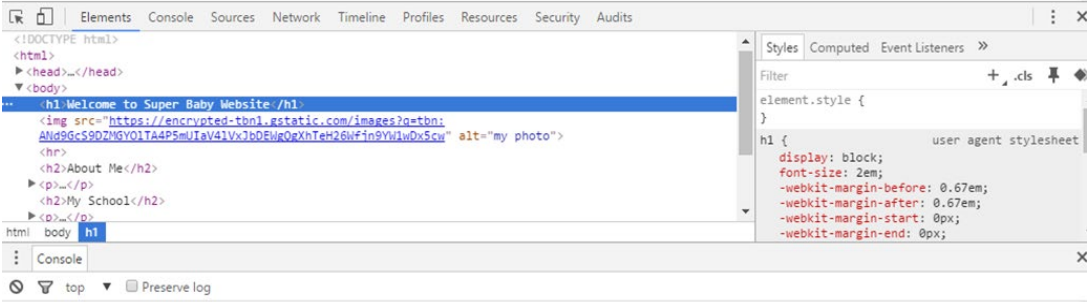 Elements Console Sources Network Timeline Profiles Resources Security Audits
<!DOCTYPE html>
<html>
<head>…</head>
<body>
<h1>Welcome to Super Baby Website</h1>
<img src="https://encrypted-tbn1.gstatic.com/images?q=tbn:
ANd9GcS9DZMGYOlTA4P5mUIaV4lVxJbDEWgQgXhTeH26Wfjn9YW1wDx5cw" alt="my photo">
<hr>
<h2>About Me</h2>
<p>…</p>
<h2>My School</h2>
<p>…</p>
html body h1
Styles Computed Event Listeners »
Filter + .cls
element.style {
}
h1 { user agent stylesheet
display: block;
font-size: 2em;
-webkit-margin-before: 0.67em;
-webkit-margin-after: 0.67em;
-webkit-margin-start: 0px;
-webkit-margin-end: 0px;
Console
top Preserve log